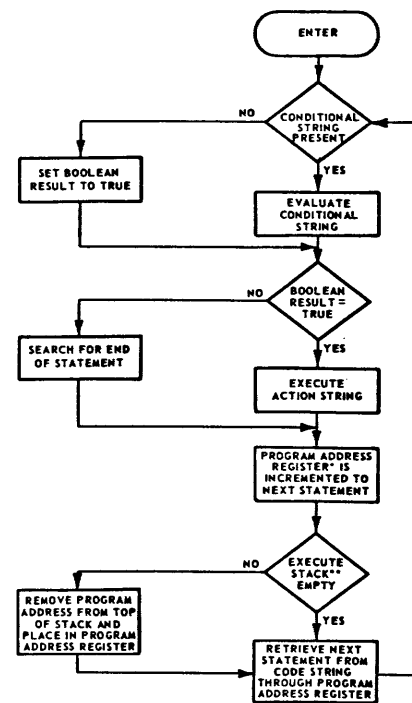 ENTER
NO
CONDITIONAL
STRING
PRESENT
YES
SET BOOLEAN
RESULT TO TRUE
EVALUATE
CONDITIONAL
STRING
NO
BOOLEAN
RESULT =
TRUE
YES
SEARCH FOR END
OF STATEMENT
EXECUTE
ACTION STRING
PROGRAM ADDRESS
REGISTER* IS
INCREMENTED TO
NEXT STATEMENT
NO
EXECUTE
STACK**
EMPTY
YES
REMOVE PROGRAM
ADDRESS FROM TOP
OF STACK AND
PLACE IN PROGRAM
ADDRESS REGISTER
RETRIEVE NEXT
STATEMENT FROM
CODE STRING
THROUGH PROGRAM
ADDRESS REGISTER